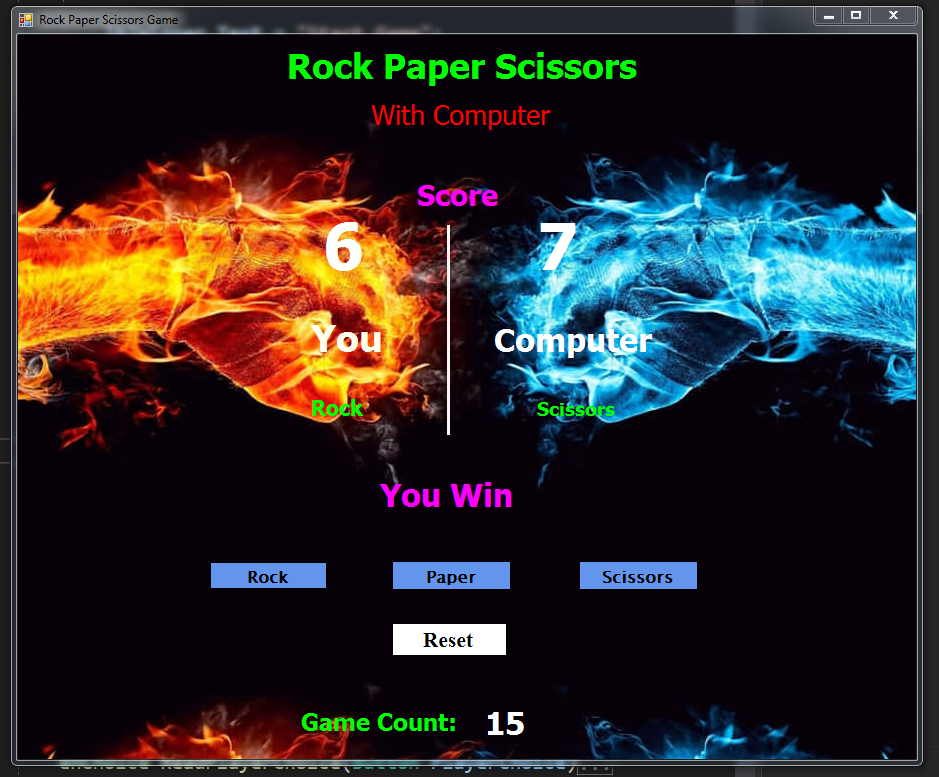 Rock Paper Scissors Game
Rock Paper Scissors
With Computer
Score
6 7
You Computer
Rock Scissors
You Win
Rock Paper Scissors
Reset
Game Count: 15